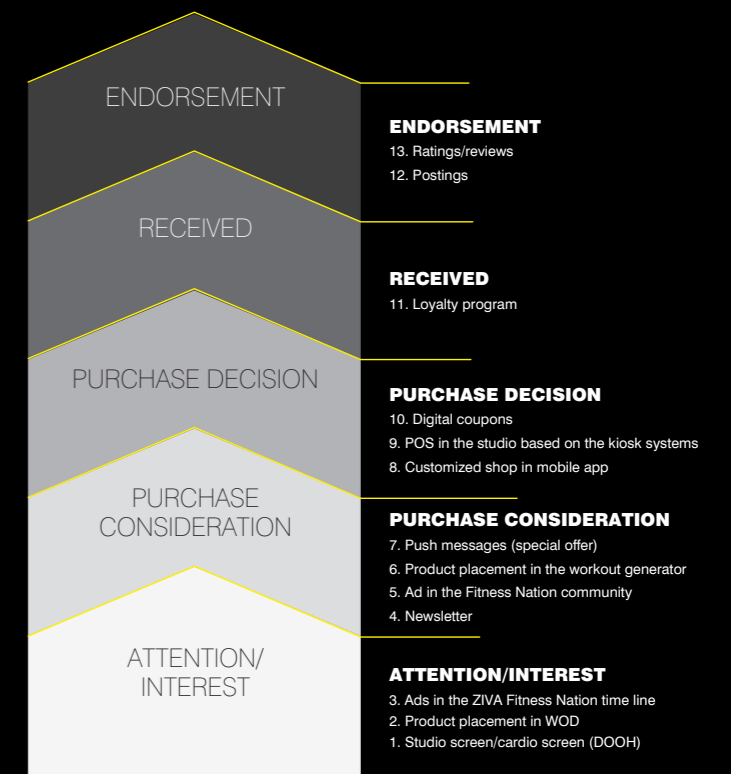 ENDORSEMENT
ENDORSEMENT
13. Ratings/reviews
12. Postings
RECEIVED
RECEIVED
11. Loyalty program
PURCHASE DECISION
PURCHASE DECISION
10. Digital coupons
9. POS in the studio based on the kiosk systems
8. Customized shop in mobile app
PURCHASE
CONSIDERATION
PURCHASE CONSIDERATION
7. Push messages (special offer)
6. Product placement in the workout generator
5. Ad in the Fitness Nation community
4. Newsletter
ATTENTION/
INTEREST
ATTENTION/INTEREST
3. Ads in the ZIVA Fitness Nation time line
2. Product placement in WOD
1. Studio screen/cardio screen (DOOH)